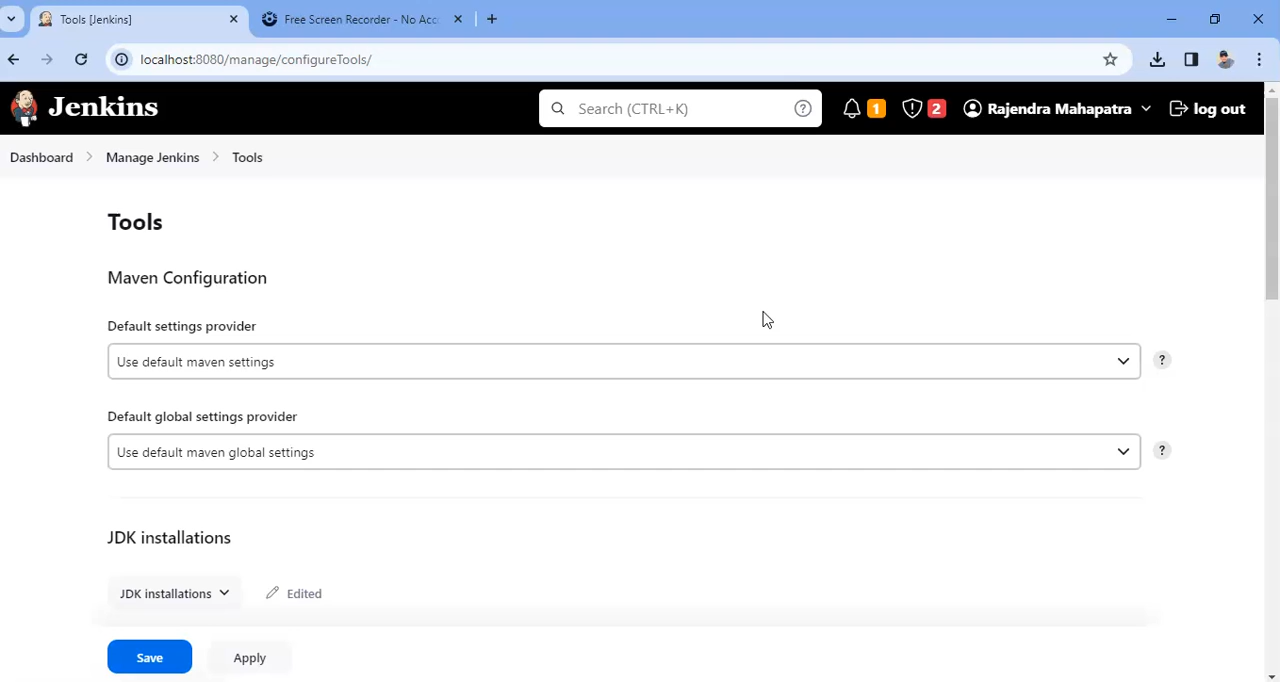 Tools [Jenkins]
Free Screen Recorder - No Acc
localhost:8080/manage/configureTools/
Jenkins
Search (CTRL+K)
?
1
2
Rajendra Mahapatra
log out
Dashboard
Manage Jenkins
Tools
Tools
Maven Configuration
Default settings provider
Use default maven settings
?
Default global settings provider
Use default maven global settings
?
JDK installations
JDK installations
Edited
Save
Apply